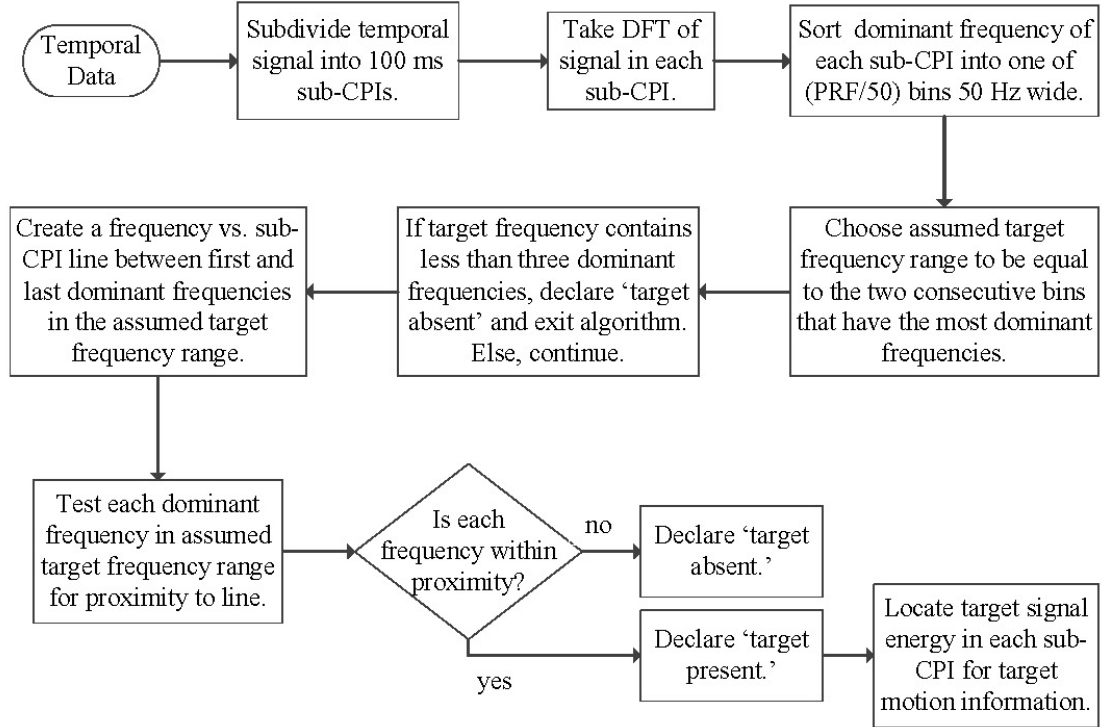 Temporal
Data
Subdivide temporal
signal into 100 ms
sub-CPIs.
Take DFT of
signal in each
sub-CPI.
Sort dominant frequency of
each sub-CPI into one of
(PRF/50) bins 50 Hz wide.
Choose assumed target
frequency range to be equal
to the two consecutive bins
that have the most dominant
frequencies.
If target frequency contains
less than three dominant
frequencies, declare ‘target
absent’ and exit algorithm.
Else, continue.
Create a frequency vs. sub-
CPI line between first and
last dominant frequencies
in the assumed target
frequency range.
Test each dominant
frequency in assumed
target frequency range
for proximity to line.
Is each
frequency within
proximity?
no
Declare ‘target
absent.’
yes
Declare ‘target
present.’
Locate target signal
energy in each sub-
CPI for target
motion information.